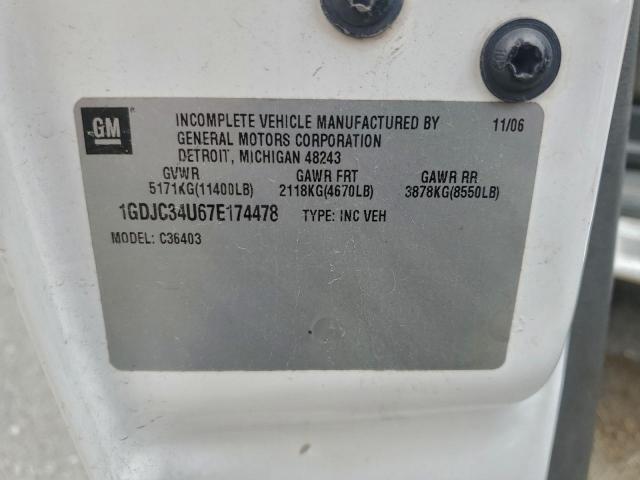 GM
INCOMPLETE VEHICLE MANUFACTURED BY 11/06
GENERAL MOTORS CORPORATION
DETROIT, MICHIGAN 48243
GVWR GAWR FRT GAWR RR
5171KG(11400LB) 2118KG(4670LB) 3878KG(8550LB)
1GDJC34U67E174478 TYPE: INC VEH
MODEL: C36403